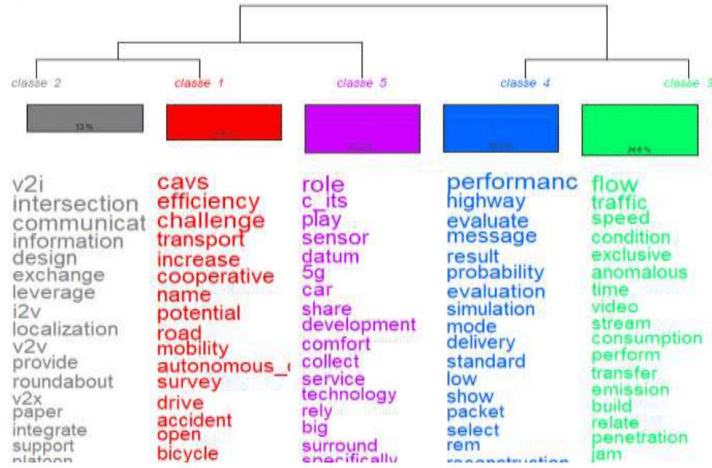 classe 2
classe 1
classe 5
classe 4
classe 3
13 %
24.6 %
v2i
intersection
communicat
information
design
exchange
leverage
i2v
localization
v2v
provide
roundabout
v2x
paper
integrate
support
platoon
cavs
efficiency
challenge
transport
increase
cooperative
name
potential
road
mobility
autonomous_
survey
drive
accident
open
bicycle
role
c_its
play
sensor
datum
5g
car
share
development
comfort
collect
service
technology
rely
big
surround
specifically
performanc
highway
evaluate
message
result
probability
evaluation
simulation
mode
delivery
standard
low
show
packet
select
rem
reconstruction
flow
traffic
speed
condition
exclusive
anomalous
time
video
stream
consumption
perform
transfer
emission
build
relate
penetration
jam